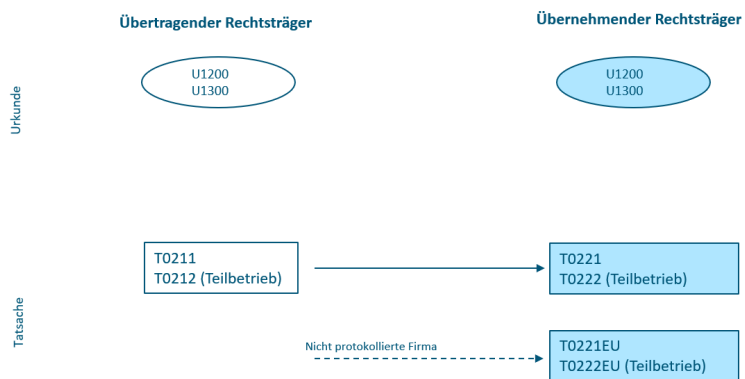 Übertragender Rechtsträger
Übernehmender Rechtsträger
Urkunde
U1200
U1300
U1200
U1300
Tatsache
T0211
T0212 (Teilbetrieb)
T0221
T0222 (Teilbetrieb)
Nicht protokollierte Firma
T0221EU
T0222EU (Teilbetrieb)